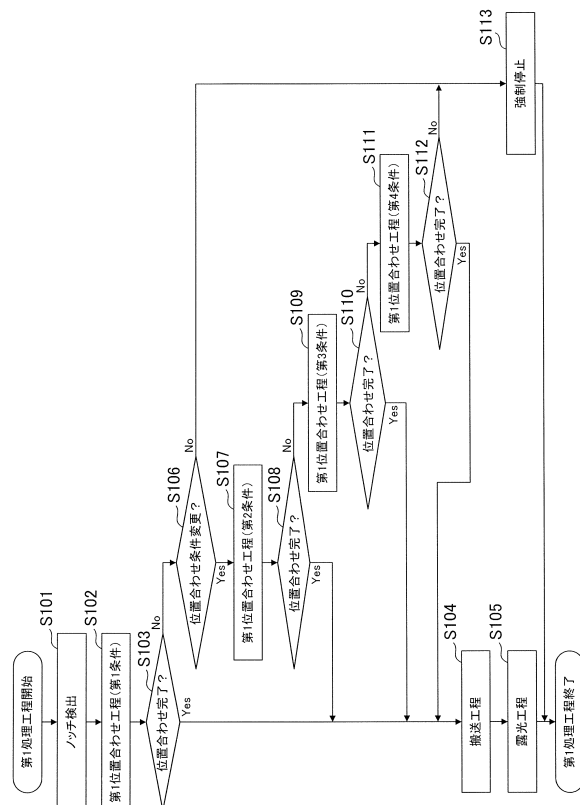 第1処理工程開始
S101
ノッチ検出
S102
第1位置合わせ工程(第1条件)
S103
位置合わせ完了?
No
Yes
S106
位置合わせ条件変更?
No
Yes
S107
第1位置合わせ工程(第2条件)
S108
位置合わせ完了?
No
Yes
S109
第1位置合わせ工程(第3条件)
S110
位置合わせ完了?
No
Yes
S111
第1位置合わせ工程(第4条件)
S112
位置合わせ完了?
No
Yes
S113
強制停止
S104
搬送工程
S105
露光工程
第1処理工程終了